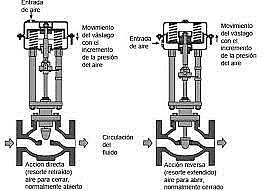 Entrada
de aire
Movimiento
del vástago
con el
incremento
de la presión
del aire
Entrada
de aire
Movimiento
del vástago
con el
incremento
de la presión
del aire
Circulación
del
fluido
Acción directa
(resorte retraído)
aire para cerrar,
normalmente abierto
Acción reversa
(resorte extendido)
aire para abrir,
normalmente cerrado